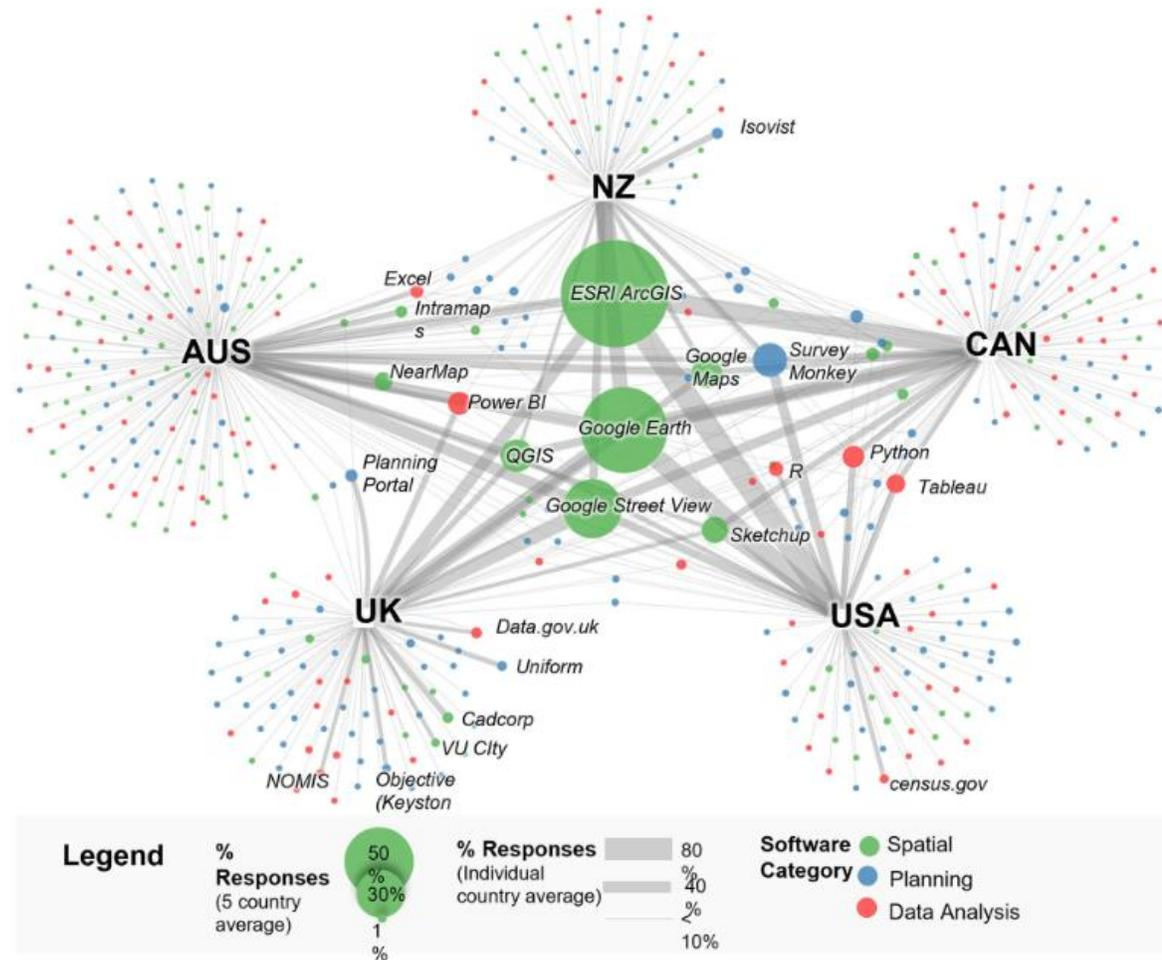 Isovist
NZ
Excel
ESRI ArcGIS
Intramap
s
AUS
CAN
Google
Maps
Survey
Monkey
NearMap
Power BI
Google Earth
QGIS
Planning
Portal
Python
R
Tableau
Google Street View
Sketchup
UK
USA
Data.gov.uk
Uniform
Cadcorp
VU CIty
NOMIS
Objective
(Keyston
census.gov
Legend
%
Responses
(5 country
average)
50
%
30%
1
%
% Responses
(Individual
country average)
80
%
40
%
<
10%
Software
Category
Spatial
Planning
Data Analysis